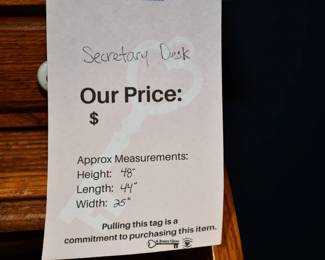 Secretary Desk
Our Price:
$
Approx Measurements:
Height: 48"
Length: 44"
Width: 25"
Pulling this tag is a
commitment to purchasing this item.